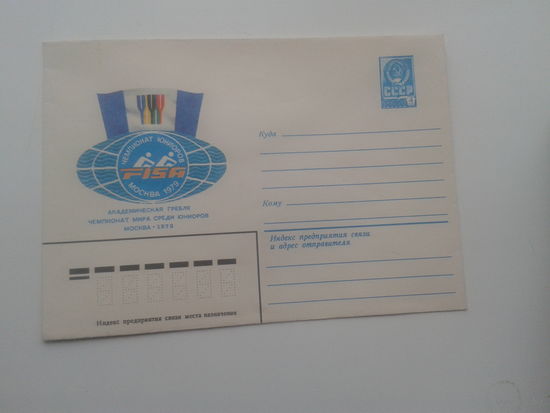 СССР
ЧЕМПИОНАТ ЮНИОРОВ
FISA
МОСКВА 1979
АКАДЕМИЧЕСКАЯ ГРЕБЛЯ
ЧЕМПИОНАТ МИРА СРЕДИ ЮНИОРОВ
МОСКВА · 1979
Куда
Кому
Индекс предприятия связи
и адрес отправителя
Индекс предприятия связи места назначения